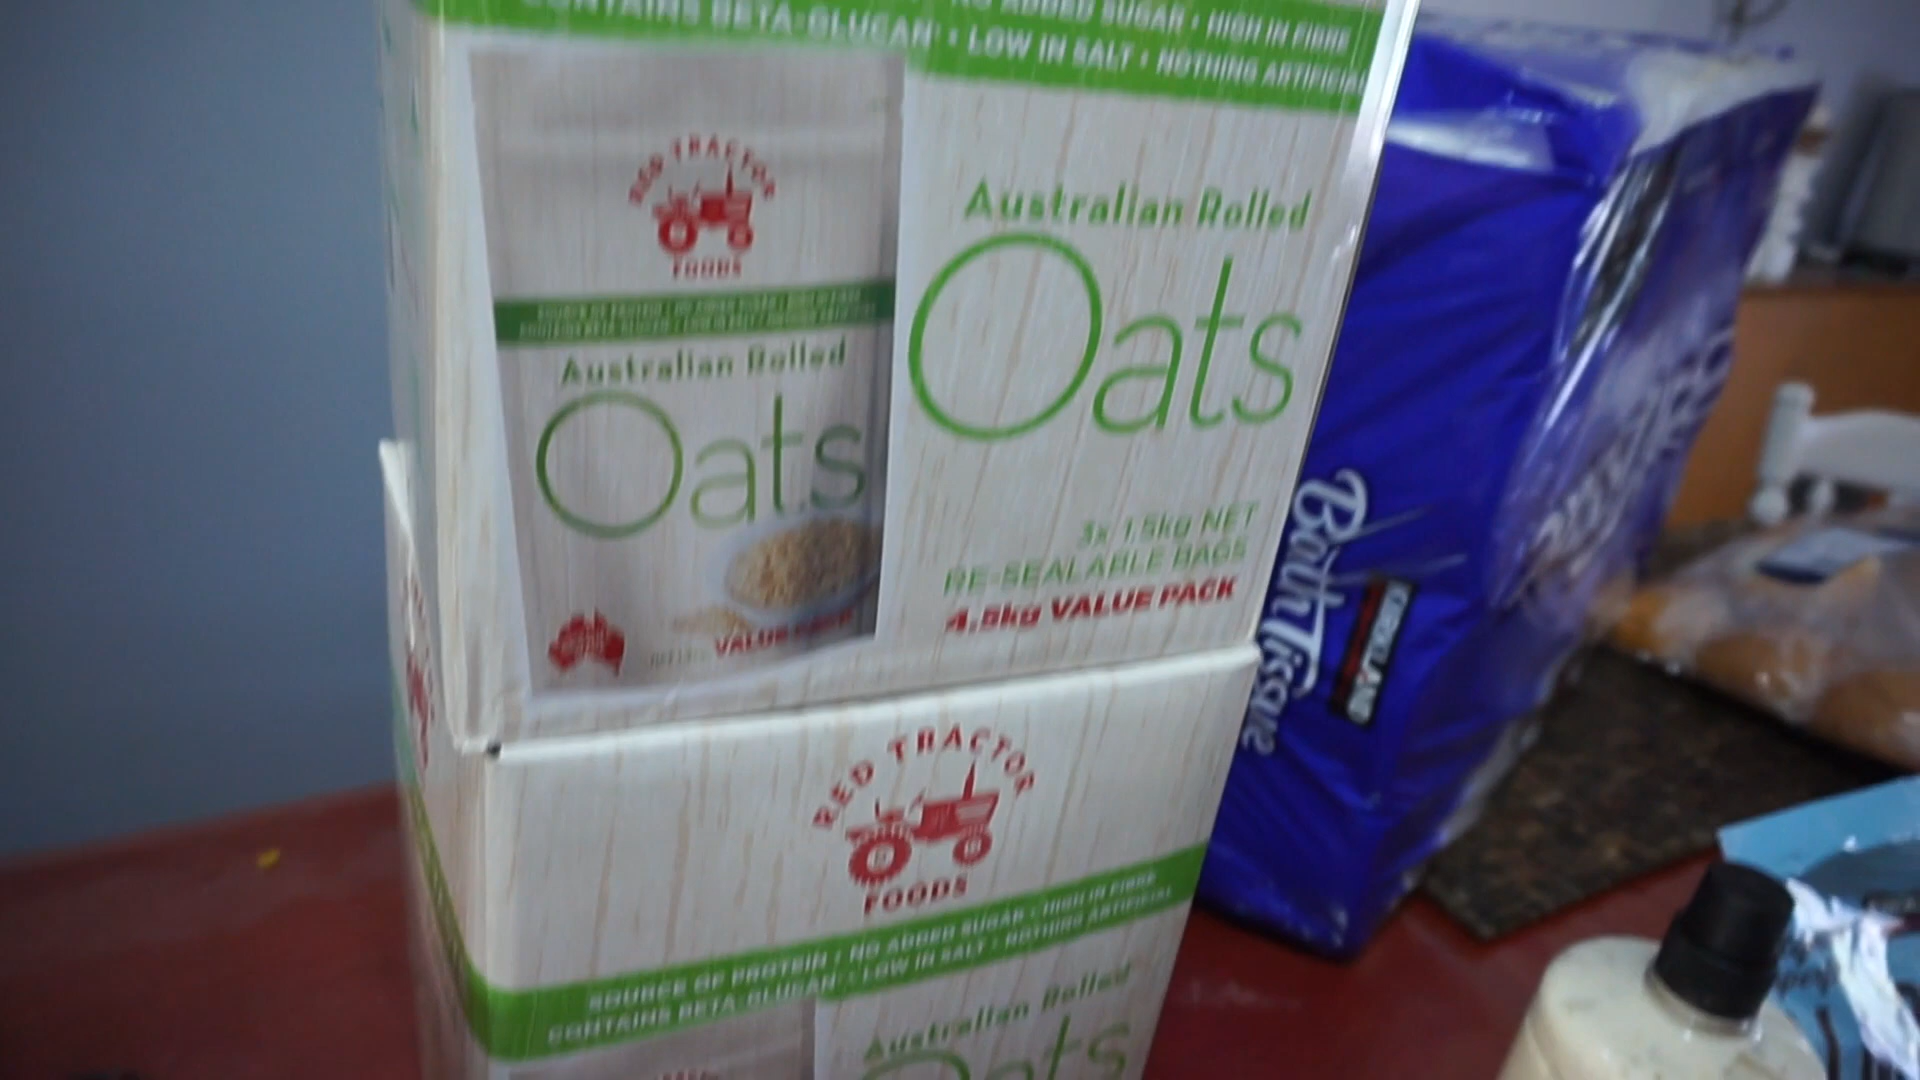 NO ADDED SUGAR • HIGH IN FIBRE
CONTAINS BETA-GLUCAN • LOW IN SALT • NOTHING ARTIFICIAL
RED TRACTOR
FOODS
Australian Rolled
Oats
VALUE PACK
Australian Rolled
Oats
3x 1.5kg NET
RE-SEALABLE BAGS
4.5kg VALUE PACK
RED TRACTOR
FOODS
SOURCE OF PROTEIN • NO ADDED SUGAR • HIGH IN FIBRE
CONTAINS BETA-GLUCAN • LOW IN SALT • NOTHING ARTIFICIAL
Australian Rolled
Oats
Bath Tissue
KIRKLAND